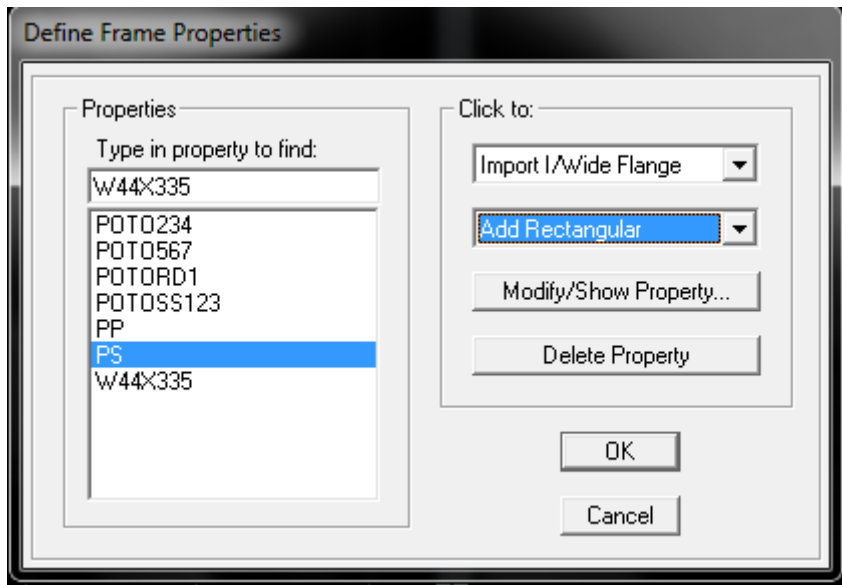 Define Frame Properties
Properties
Type in property to find:
W44X335
POTO234
POTO567
POTORD1
POTOSS123
PP
PS
W44X335
Click to:
Import I/Wide Flange
Add Rectangular
Modify/Show Property...
Delete Property
OK
Cancel